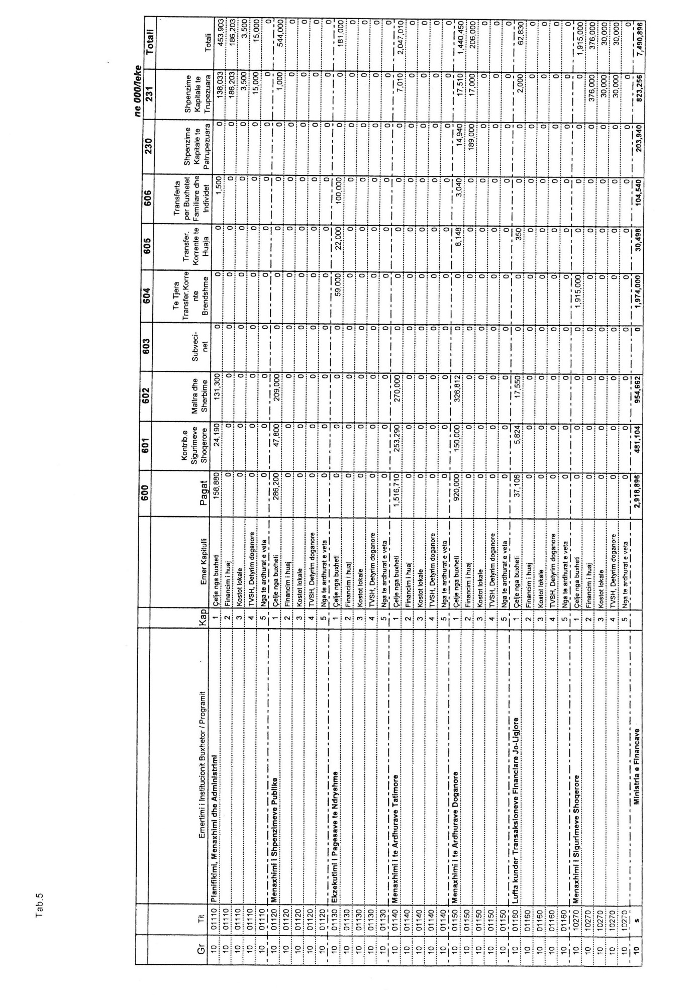 Tab.5
ne 000/leke
600 601 602 603 604 605 606 230 231 Totali
Gr Tit Emertimi i Institucionit Buxhetor / Programit Kap Emer Kapitulli Pagat Kontrib.e Sigurimeve Shoqerore Mallra dhe Sherbime Subveci-net Te Tjera Transfer.Korrente Brendshme Transfer. Korrente te Huaja Transferta per Buxhetet Familiare dhe Individet Shpenzime Kapitale te Patrupezuara Shpenzime Kapitale te Trupezuara Totali
10 01110 Planifikimi, Menaxhimi dhe Administrimi 1 Çelje nga buxheti 158,880 24,190 131,300 0 0 0 1,500 0 138,033 453,903
10 01110 2 Financim i huaj 0 0 0 0 0 0 0 0 186,203 186,203
10 01110 3 Kostot lokale 0 0 0 0 0 0 0 0 3,500 3,500
10 01110 4 TVSH, Detyrim doganore 0 0 0 0 0 0 0 0 15,000 15,000
10 01110 5 Nga te ardhurat e veta 0 0 0 0 0 0 0 0 0 0
10 01120 Menaxhimi i Shpenzimeve Publike 1 Çelje nga buxheti 286,200 47,800 209,000 0 0 0 0 0 1,000 544,000
10 01120 2 Financim i huaj 0 0 0 0 0 0 0 0 0 0
10 01120 3 Kostot lokale 0 0 0 0 0 0 0 0 0 0
10 01120 4 TVSH, Detyrim doganore 0 0 0 0 0 0 0 0 0 0
10 01120 5 Nga te ardhurat e veta 0 0 0 0 0 0 0 0 0 0
10 01130 Ekzekutimi i Pagesave te Ndryshme 1 Çelje nga buxheti 0 0 0 0 59,000 22,000 100,000 0 0 181,000
10 01130 2 Financim i huaj 0 0 0 0 0 0 0 0 0 0
10 01130 3 Kostot lokale 0 0 0 0 0 0 0 0 0 0
10 01130 4 TVSH, Detyrim doganore 0 0 0 0 0 0 0 0 0 0
10 01130 5 Nga te ardhurat e veta 0 0 0 0 0 0 0 0 0 0
10 01140 Menaxhimi i te Ardhurave Tatimore 1 Çelje nga buxheti 1,516,710 253,290 270,000 0 0 0 0 0 7,010 2,047,010
10 01140 2 Financim i huaj 0 0 0 0 0 0 0 0 0 0
10 01140 3 Kostot lokale 0 0 0 0 0 0 0 0 0 0
10 01140 4 TVSH, Detyrim doganore 0 0 0 0 0 0 0 0 0 0
10 01140 5 Nga te ardhurat e veta 0 0 0 0 0 0 0 0 0 0
10 01150 Menaxhimi i te Ardhurave Doganore 1 Çelje nga buxheti 920,000 150,000 326,812 0 0 8,148 3,040 14,940 17,510 1,440,450
10 01150 2 Financim i huaj 0 0 0 0 0 0 0 189,000 17,000 206,000
10 01150 3 Kostot lokale 0 0 0 0 0 0 0 0 0 0
10 01150 4 TVSH, Detyrim doganore 0 0 0 0 0 0 0 0 0 0
10 01150 5 Nga te ardhurat e veta 0 0 0 0 0 0 0 0 0 0
10 01160 Lufta kunder Transaksioneve Financiare Jo-Ligjore 1 Çelje nga buxheti 37,106 5,824 17,550 0 0 350 0 0 2,000 62,830
10 01160 2 Financim i huaj 0 0 0 0 0 0 0 0 0 0
10 01160 3 Kostot lokale 0 0 0 0 0 0 0 0 0 0
10 01160 4 TVSH, Detyrim doganore 0 0 0 0 0 0 0 0 0 0
10 01160 5 Nga te ardhurat e veta 0 0 0 0 0 0 0 0 0 0
10 10270 Menaxhimi i Sigurimeve Shoqerore 1 Çelje nga buxheti 0 0 0 0 1,915,000 0 0 0 0 1,915,000
10 10270 2 Financim i huaj 0 0 0 0 0 0 0 0 376,000 376,000
10 10270 3 Kostot lokale 0 0 0 0 0 0 0 0 30,000 30,000
10 10270 4 TVSH, Detyrim doganore 0 0 0 0 0 0 0 0 30,000 30,000
10 10270 5 Nga te ardhurat e veta 0 0 0 0 0 0 0 0 0 0
10 s Ministria e Financave 2,918,896 481,104 954,662 0 1,974,000 30,498 104,540 203,940 823,256 7,490,896